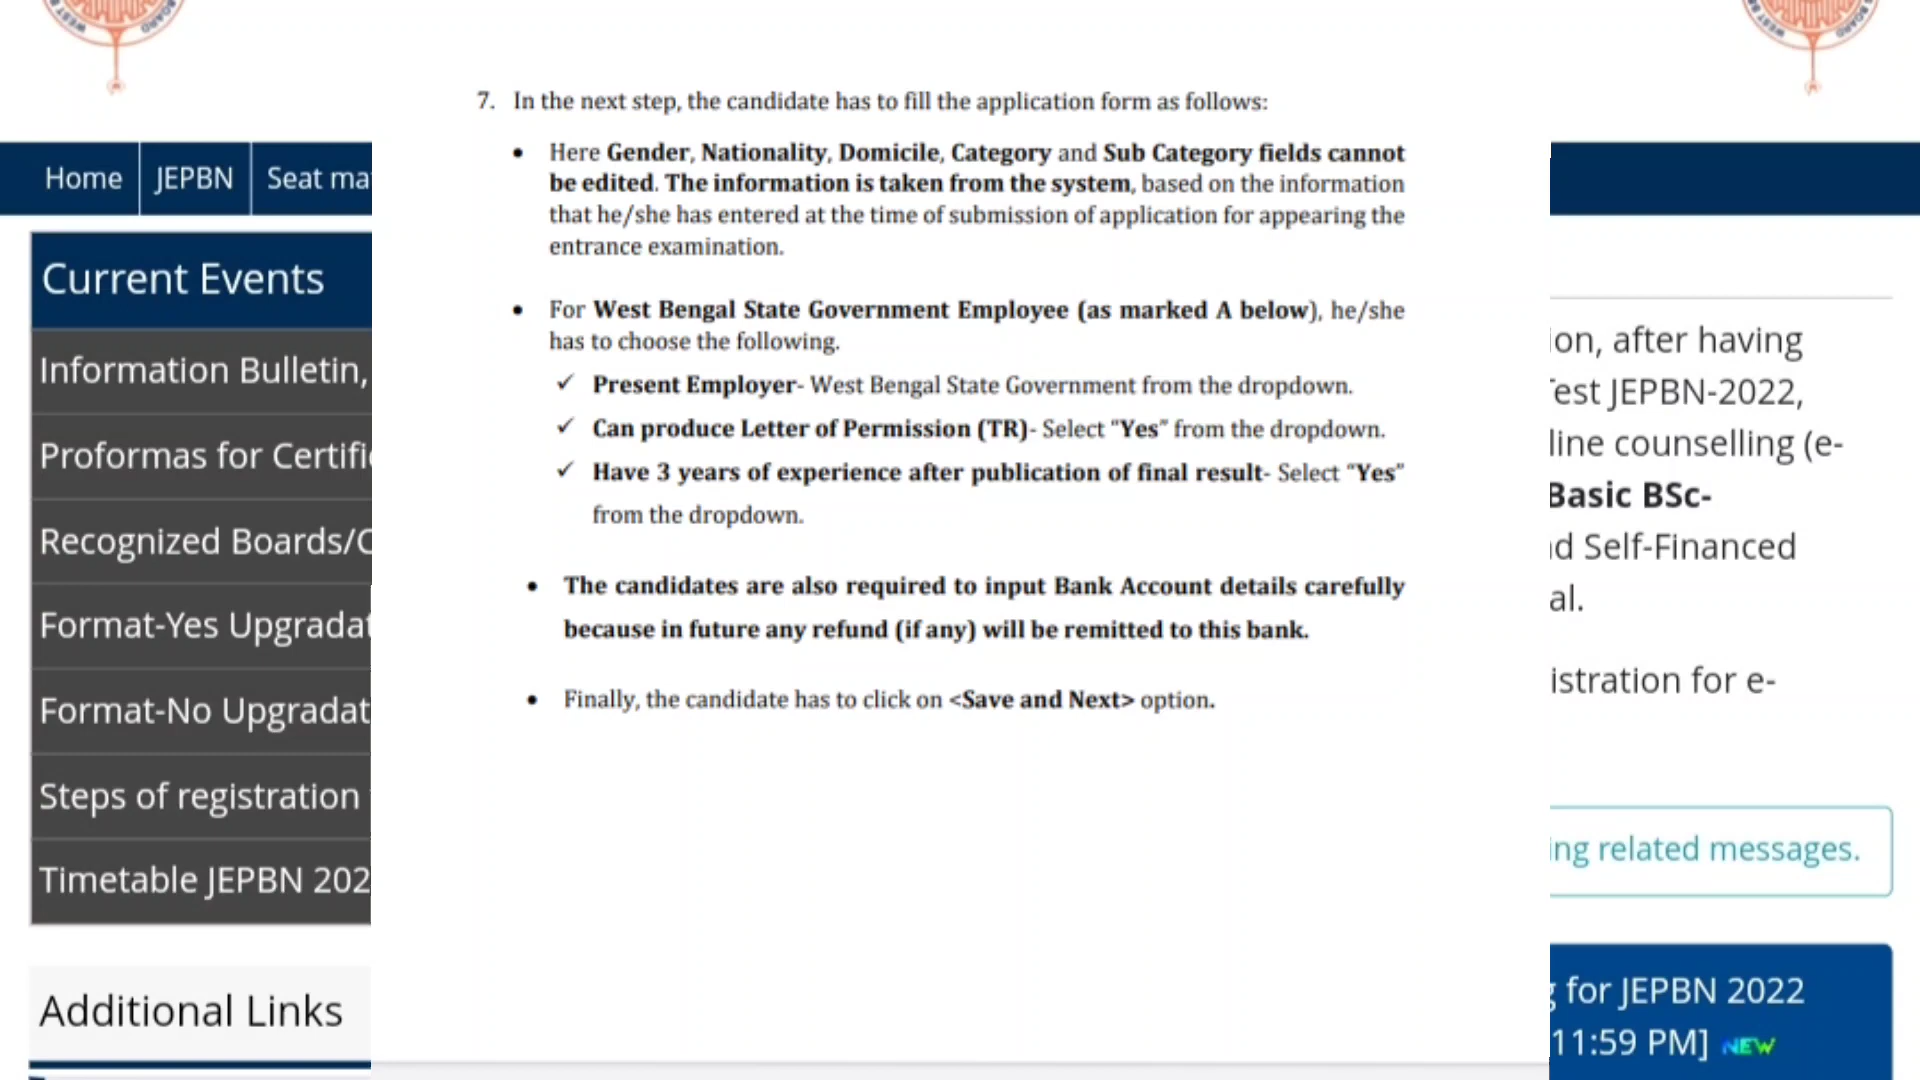 Home
JEPBN
Seat ma
Current Events
Information Bulletin,
Proformas for Certific
Recognized Boards/C
Format-Yes Upgradat
Format-No Upgradat
Steps of registration
Timetable JEPBN 202
Additional Links
7. In the next step, the candidate has to fill the application form as follows:
• Here Gender, Nationality, Domicile, Category and Sub Category fields cannot
be edited. The information is taken from the system, based on the information
that he/she has entered at the time of submission of application for appearing the
entrance examination.
• For West Bengal State Government Employee (as marked A below), he/she
has to choose the following.
✓ Present Employer- West Bengal State Government from the dropdown.
✓ Can produce Letter of Permission (TR)- Select "Yes" from the dropdown.
✓ Have 3 years of experience after publication of final result- Select "Yes"
from the dropdown.
• The candidates are also required to input Bank Account details carefully
because in future any refund (if any) will be remitted to this bank.
• Finally, the candidate has to click on <Save and Next> option.
ion, after having
Test JEPBN-2022,
line counselling (e-
Basic BSc-
d Self-Financed
al.
istration for e-
ing related messages.
g for JEPBN 2022
11:59 PM] NEW